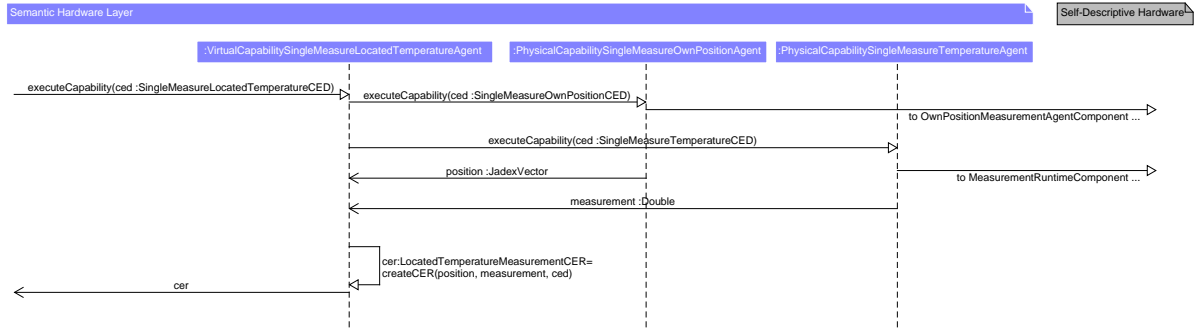 Semantic Hardware Layer
Self-Descriptive Hardware
:VirtualCapabilitySingleMeasureLocatedTemperatureAgent
:PhysicalCapabilitySingleMeasureOwnPositionAgent
:PhysicalCapabilitySingleMeasureTemperatureAgent
executeCapability(ced :SingleMeasureLocatedTemperatureCED)
executeCapability(ced :SingleMeasureOwnPositionCED)
to OwnPositionMeasurementAgentComponent ...
executeCapability(ced :SingleMeasureTemperatureCED)
position :JadexVector
to MeasurementRuntimeComponent ...
measurement :Double
cer:LocatedTemperatureMeasurementCER=
createCER(position, measurement, ced)
cer